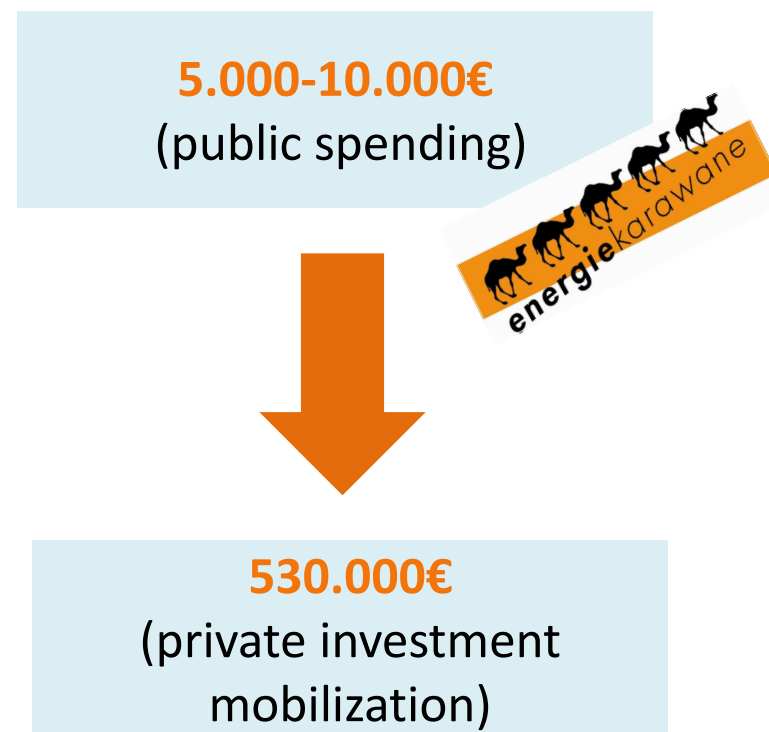 5.000-10.000€
(public spending)
energiekarawane
530.000€
(private investment
mobilization)